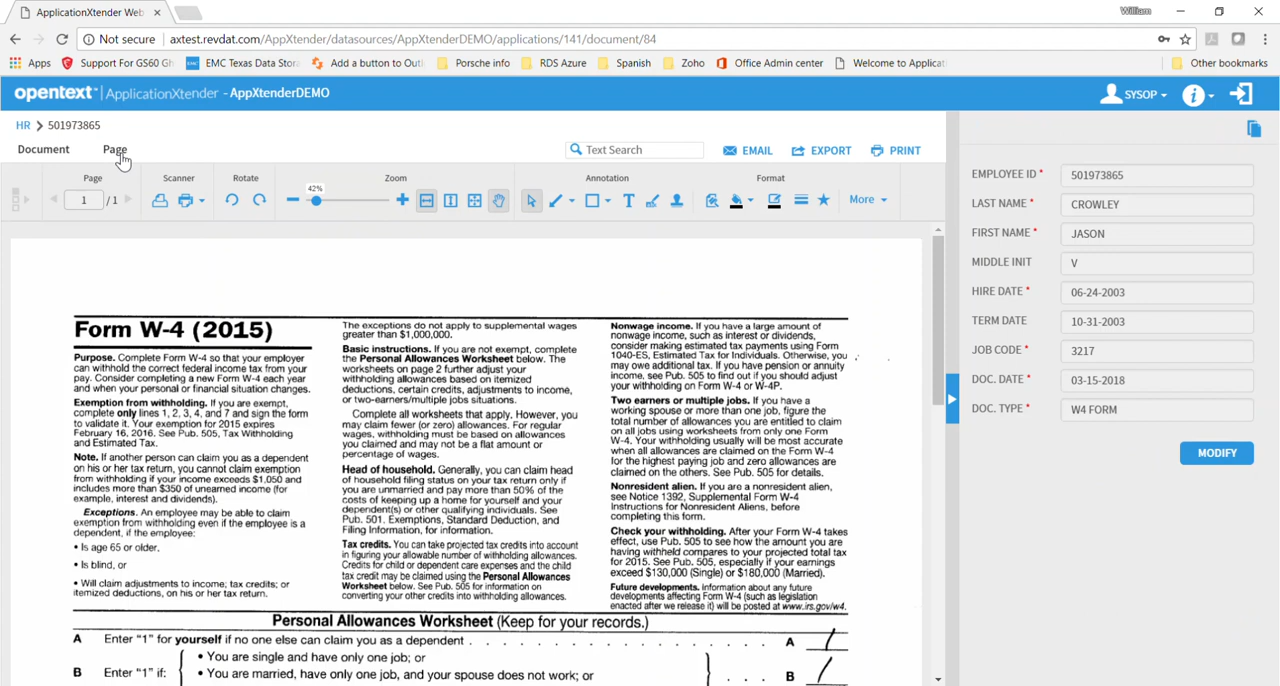 ApplicationXtender Web
William
Not secure axtest.revdat.com/AppXtender/datasources/AppXtenderDEMO/applications/141/document/84
Apps Support For GS60 Gh EMC Texas Data Stora Add a button to Outl Porsche info RDS Azure Spanish Zoho Office Admin center Welcome to Applicat Other bookmarks
opentext™ | ApplicationXtender - AppXtenderDEMO
SYSOP
HR > 501973865
Document Page
Text Search EMAIL EXPORT PRINT
Page Scanner Rotate Zoom Annotation Format
1 / 1 42% More
EMPLOYEE ID * 501973865
LAST NAME * CROWLEY
FIRST NAME * JASON
MIDDLE INIT V
HIRE DATE * 06-24-2003
TERM DATE 10-31-2003
JOB CODE * 3217
DOC. DATE * 03-15-2018
DOC. TYPE * W4 FORM
MODIFY
Form W-4 (2015)
Purpose. Complete Form W-4 so that your employer
can withhold the correct federal income tax from your
pay. Consider completing a new Form W-4 each year
and when your personal or financial situation changes.
Exemption from withholding. If you are exempt,
complete only lines 1, 2, 3, 4, and 7 and sign the form
to validate it. Your exemption for 2015 expires
February 16, 2016. See Pub. 505, Tax Withholding
and Estimated Tax.
Note. If another person can claim you as a dependent
on his or her tax return, you cannot claim exemption
from withholding if your income exceeds $1,050 and
includes more than $350 of unearned income (for
example, interest and dividends).
Exceptions. An employee may be able to claim
exemption from withholding even if the employee is a
dependent, if the employee:
• Is age 65 or older,
• Is blind, or
• Will claim adjustments to income; tax credits; or
itemized deductions, on his or her tax return.
The exceptions do not apply to supplemental wages
greater than $1,000,000.
Basic instructions. If you are not exempt, complete
the Personal Allowances Worksheet below. The
worksheets on page 2 further adjust your
withholding allowances based on itemized
deductions, certain credits, adjustments to income,
or two-earners/multiple jobs situations.
Complete all worksheets that apply. However, you
may claim fewer (or zero) allowances. For regular
wages, withholding must be based on allowances
you claimed and may not be a flat amount or
percentage of wages.
Head of household. Generally, you can claim head
of household filing status on your tax return only if
you are unmarried and pay more than 50% of the
costs of keeping up a home for yourself and your
dependent(s) or other qualifying individuals. See
Pub. 501, Exemptions, Standard Deduction, and
Filing Information, for information.
Tax credits. You can take projected tax credits into account
in figuring your allowable number of withholding allowances.
Credits for child or dependent care expenses and the child
tax credit may be claimed using the Personal Allowances
Worksheet below. See Pub. 505 for information on
converting your other credits into withholding allowances.
Nonwage income. If you have a large amount of
nonwage income, such as interest or dividends,
consider making estimated tax payments using Form
1040-ES, Estimated Tax for Individuals. Otherwise, you
may owe additional tax. If you have pension or annuity
income, see Pub. 505 to find out if you should adjust
your withholding on Form W-4 or W-4P.
Two earners or multiple jobs. If you have a
working spouse or more than one job, figure the
total number of allowances you are entitled to claim
on all jobs using worksheets from only one Form
W-4. Your withholding usually will be most accurate
when all allowances are claimed on the Form W-4
for the highest paying job and zero allowances are
claimed on the others. See Pub. 505 for details.
Nonresident alien. If you are a nonresident alien,
see Notice 1392, Supplemental Form W-4
Instructions for Nonresident Aliens, before
completing this form.
Check your withholding. After your Form W-4 takes
effect, use Pub. 505 to see how the amount you are
having withheld compares to your projected total tax
for 2015. See Pub. 505, especially if your earnings
exceed $130,000 (Single) or $180,000 (Married).
Future developments. Information about any future
developments affecting Form W-4 (such as legislation
enacted after we release it) will be posted at www.irs.gov/w4.
Personal Allowances Worksheet (Keep for your records.)
A Enter "1" for yourself if no one else can claim you as a dependent . . . . . . . . . . . . . . . . A 1
• You are single and have only one job; or
B Enter "1" if: • You are married, have only one job, and your spouse does not work; or . . . B 1